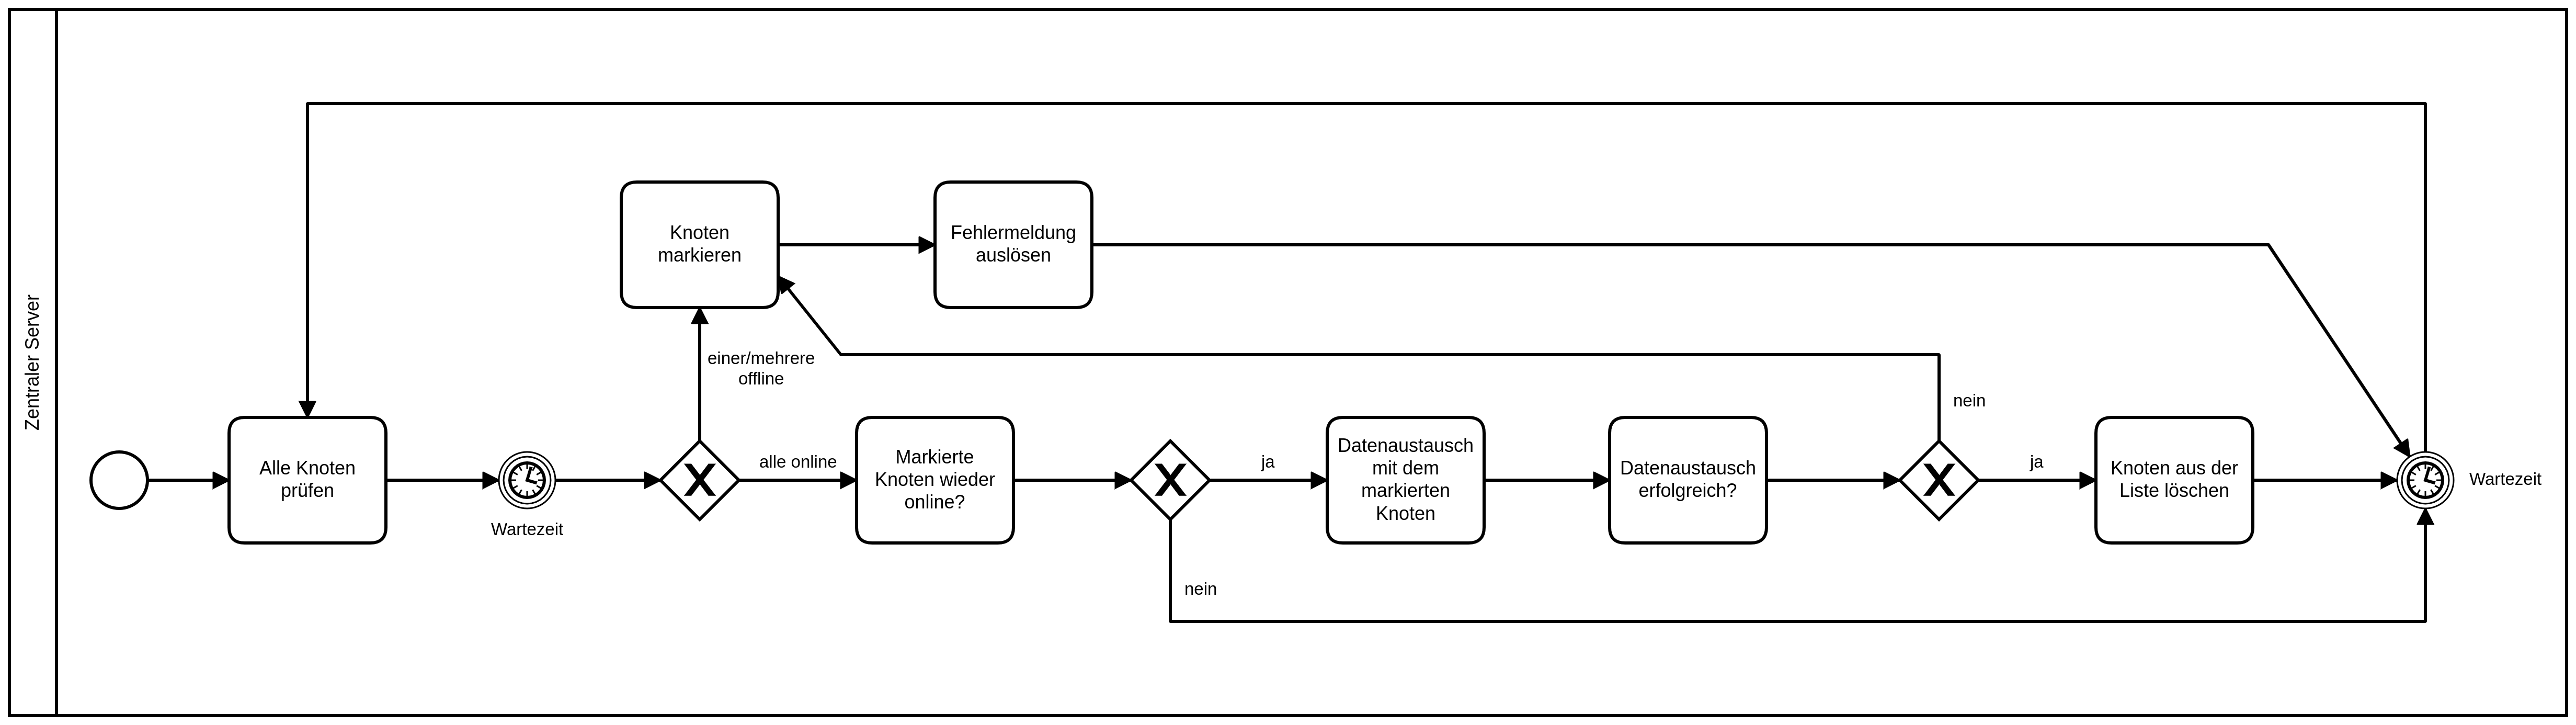 Zentraler Server
Alle Knoten
prüfen
Wartezeit
einer/mehrere
offline
Knoten
markieren
Fehlermeldung
auslösen
alle online
Markierte
Knoten wieder
online?
ja
nein
Datenaustausch
mit dem
markierten
Knoten
Datenaustausch
erfolgreich?
nein
ja
Knoten aus der
Liste löschen
Wartezeit